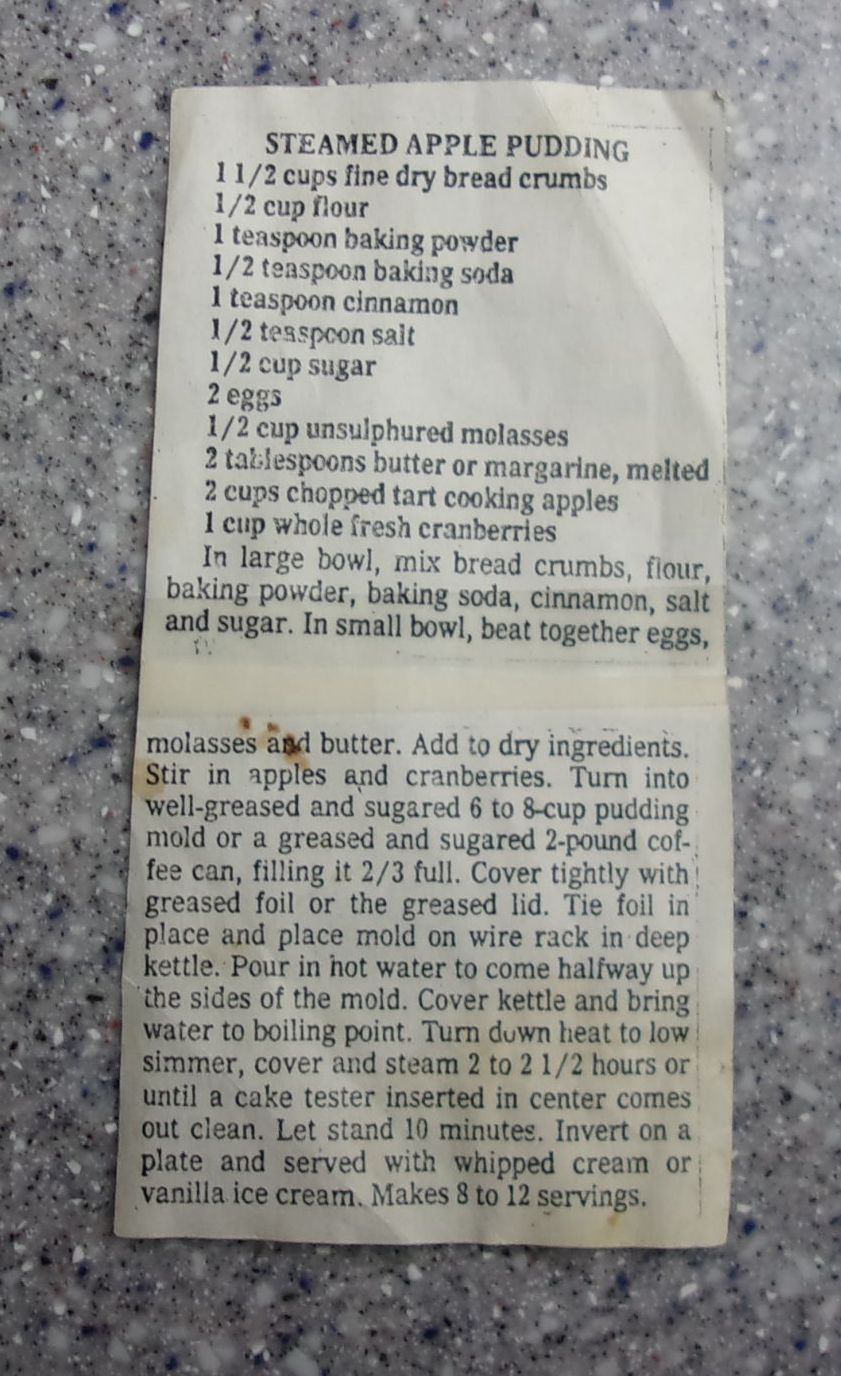 STEAMED APPLE PUDDING
1 1/2 cups fine dry bread crumbs
1/2 cup flour
1 teaspoon baking powder
1/2 teaspoon baking soda
1 teaspoon cinnamon
1/2 teaspoon salt
1/2 cup sugar
2 eggs
1/2 cup unsulphured molasses
2 tablespoons butter or margarine, melted
2 cups chopped tart cooking apples
1 cup whole fresh cranberries
In large bowl, mix bread crumbs, flour,
baking powder, baking soda, cinnamon, salt
and sugar. In small bowl, beat together eggs,
molasses and butter. Add to dry ingredients.
Stir in apples and cranberries. Turn into
well-greased and sugared 6 to 8-cup pudding
mold or a greased and sugared 2-pound cof-
fee can, filling it 2/3 full. Cover tightly with
greased foil or the greased lid. Tie foil in
place and place mold on wire rack in deep
kettle. Pour in hot water to come halfway up
the sides of the mold. Cover kettle and bring
water to boiling point. Turn down heat to low
simmer, cover and steam 2 to 2 1/2 hours or
until a cake tester inserted in center comes
out clean. Let stand 10 minutes. Invert on a
plate and served with whipped cream or
vanilla ice cream. Makes 8 to 12 servings.